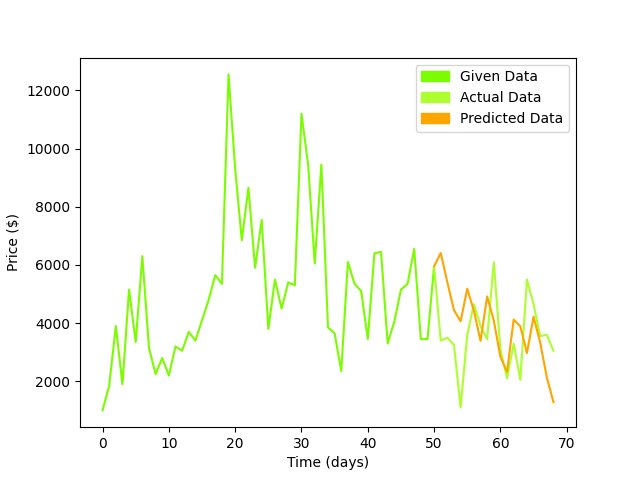 Given Data
Actual Data
Predicted Data
12000
10000
8000
6000
4000
2000
Price ($)
0 10 20 30 40 50 60 70
Time (days)